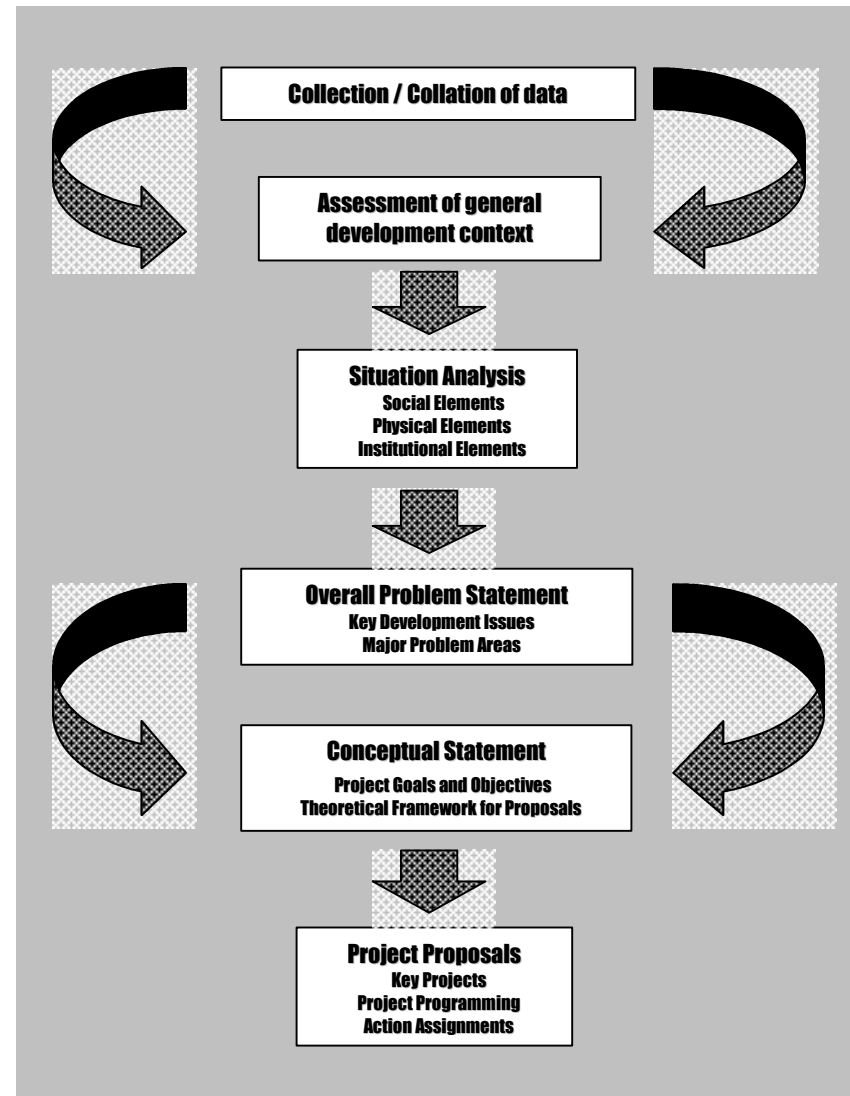 Collection / Collation of data
Assessment of general
development context
Situation Analysis
Social Elements
Physical Elements
Institutional Elements
Overall Problem Statement
Key Development Issues
Major Problem Areas
Conceptual Statement
Project Goals and Objectives
Theoretical Framework for Proposals
Project Proposals
Key Projects
Project Programming
Action Assignments